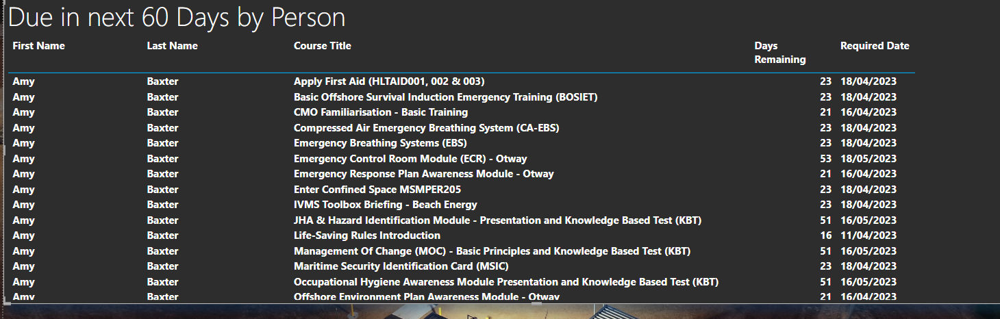 Due in next 60 Days by Person
First Name Last Name Course Title Days Remaining Required Date
Amy Baxter Apply First Aid (HLTAID001, 002 & 003) 23 18/04/2023
Amy Baxter Basic Offshore Survival Induction Emergency Training (BOSIET) 23 18/04/2023
Amy Baxter CMO Familiarisation - Basic Training 21 16/04/2023
Amy Baxter Compressed Air Emergency Breathing System (CA-EBS) 23 18/04/2023
Amy Baxter Emergency Breathing Systems (EBS) 23 18/04/2023
Amy Baxter Emergency Control Room Module (ECR) - Otway 53 18/05/2023
Amy Baxter Emergency Response Plan Awareness Module - Otway 21 16/04/2023
Amy Baxter Enter Confined Space MSMPER205 23 18/04/2023
Amy Baxter IVMS Toolbox Briefing - Beach Energy 23 18/04/2023
Amy Baxter JHA & Hazard Identification Module - Presentation and Knowledge Based Test (KBT) 51 16/05/2023
Amy Baxter Life-Saving Rules Introduction 16 11/04/2023
Amy Baxter Management Of Change (MOC) - Basic Principles and Knowledge Based Test (KBT) 51 16/05/2023
Amy Baxter Maritime Security Identification Card (MSIC) 23 18/04/2023
Amy Baxter Occupational Hygiene Awareness Module Presentation and Knowledge Based Test (KBT) 51 16/05/2023
Amy Baxter Offshore Environment Plan Awareness Module - Otway 21 16/04/2023